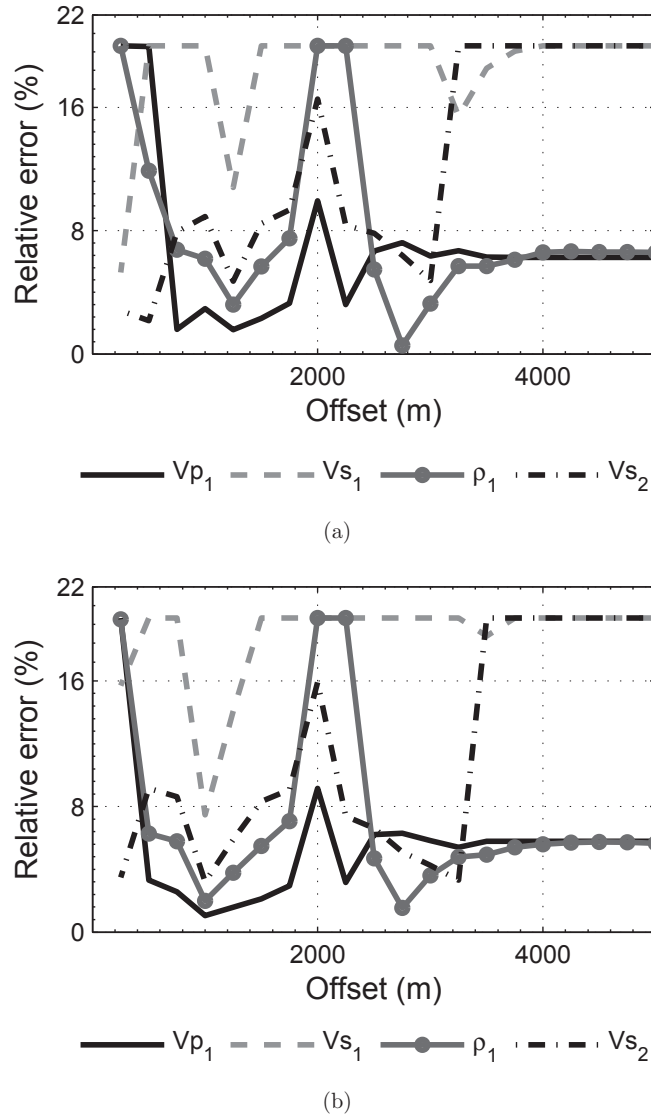 22
16
8
0
Relative error (%)
2000 4000
Offset (m)
Vp1 Vs1 ρ1 Vs2
(a)
22
16
8
0
Relative error (%)
2000 4000
Offset (m)
Vp1 Vs1 ρ1 Vs2
(b)